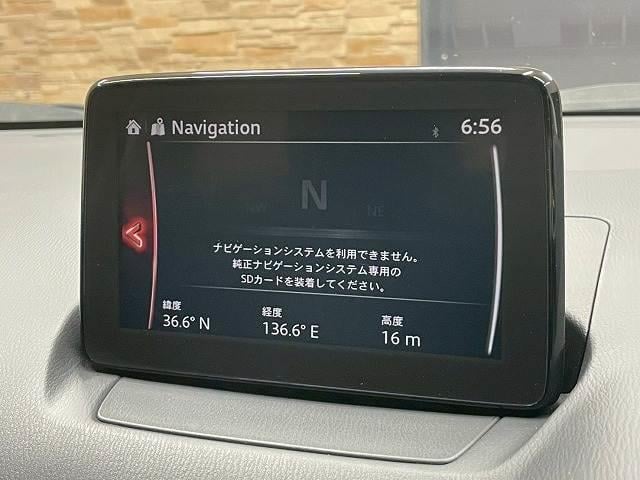 Navigation
6:56
NW
N
NE
ナビゲーションシステムを利用できません。
純正ナビゲーションシステム専用の
SDカードを装着してください。
緯度
36.6° N
経度
136.6° E
高度
16 m